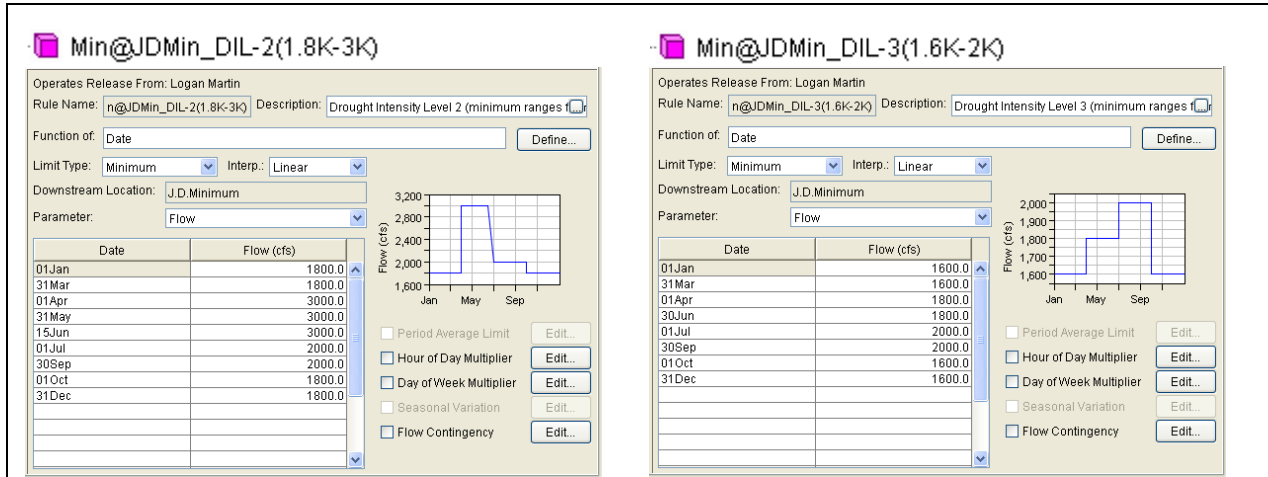 Min@JDMin_DIL-2(1.8K-3K)
Operates Release From: Logan Martin
Rule Name: n@JDMin_DIL-2(1.8K-3K) Description: Drought Intensity Level 2 (minimum ranges f...r
Function of: Date Define...
Limit Type: Minimum Interp.: Linear
Downstream Location: J.D.Minimum
Parameter: Flow
Date Flow (cfs)
01Jan 1800.0
31Mar 1800.0
01Apr 3000.0
31May 3000.0
15Jun 3000.0
01Jul 2000.0
30Sep 2000.0
01Oct 1800.0
31Dec 1800.0
Flow (cfs)
3,200
2,800
2,400
2,000
1,600
Jan May Sep
Period Average Limit Edit...
Hour of Day Multiplier Edit...
Day of Week Multiplier Edit...
Seasonal Variation Edit...
Flow Contingency Edit...
Min@JDMin_DIL-3(1.6K-2K)
Operates Release From: Logan Martin
Rule Name: n@JDMin_DIL-3(1.6K-2K) Description: Drought Intensity Level 3 (minimum ranges f...r
Function of: Date Define...
Limit Type: Minimum Interp.: Linear
Downstream Location: J.D.Minimum
Parameter: Flow
Date Flow (cfs)
01Jan 1600.0
31Mar 1600.0
01Apr 1800.0
30Jun 1800.0
01Jul 2000.0
30Sep 2000.0
01Oct 1600.0
31Dec 1600.0
Flow (cfs)
2,000
1,900
1,800
1,700
1,600
Jan May Sep
Period Average Limit Edit...
Hour of Day Multiplier Edit...
Day of Week Multiplier Edit...
Seasonal Variation Edit...
Flow Contingency Edit...